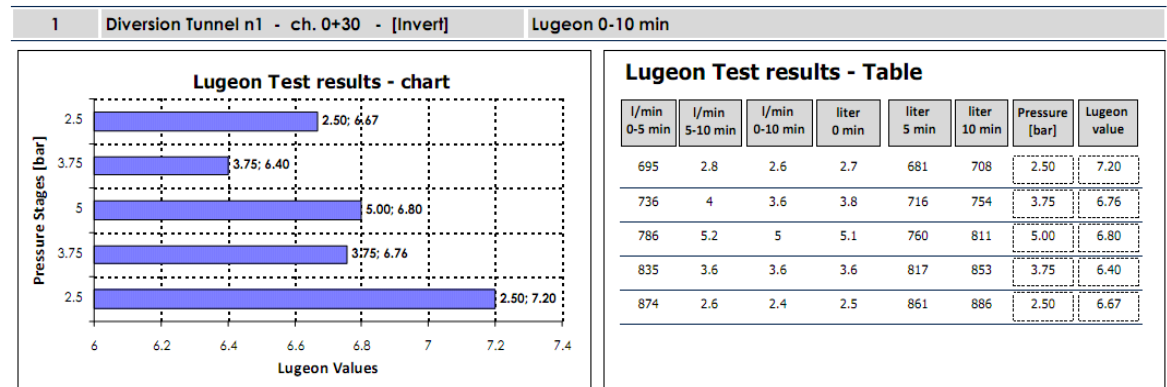 1 Diversion Tunnel n1 - ch. 0+30 - [Invert] Lugeon 0-10 min
Lugeon Test results - chart
Pressure Stages [bar]
2.5 2.50; 6.67
3.75 3.75; 6.40
5 5.00; 6.80
3.75 3.75; 6.76
2.5 2.50; 7.20
6 6.2 6.4 6.6 6.8 7 7.2 7.4
Lugeon Values
Lugeon Test results - Table
l/min l/min l/min liter liter liter Pressure Lugeon
0-5 min 5-10 min 0-10 min 0 min 5 min 10 min [bar] value
695 2.8 2.6 2.7 681 708 2.50 7.20
736 4 3.6 3.8 716 754 3.75 6.76
786 5.2 5 5.1 760 811 5.00 6.80
835 3.6 3.6 3.6 817 853 3.75 6.40
874 2.6 2.4 2.5 861 886 2.50 6.67